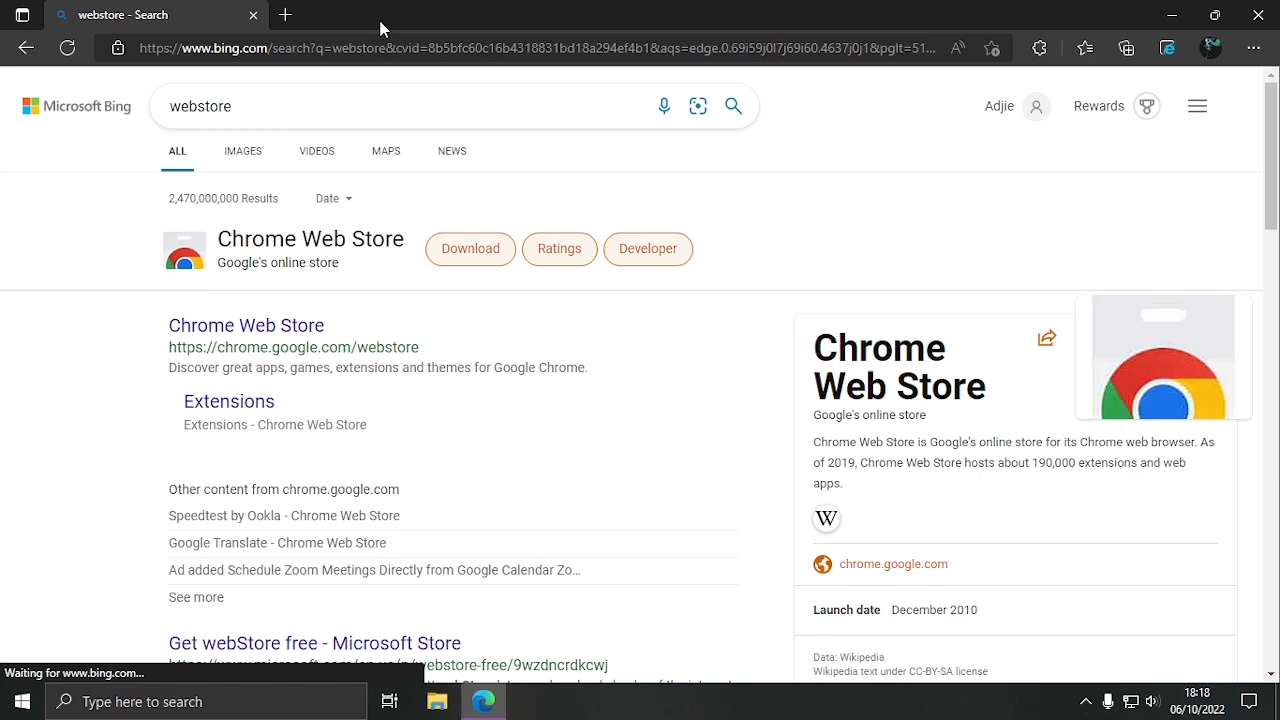 webstore - Search
https://www.bing.com/search?q=webstore&cvid=8b5bfc60c16b4318831bd18a294ef4b1&aqs=edge.0.69i59j0l7j69i60.4637j0j1&pglt=51...
Microsoft Bing
webstore
Adjie
Rewards
ALL
IMAGES
VIDEOS
MAPS
NEWS
2,470,000,000 Results
Date
Chrome Web Store
Google's online store
Download
Ratings
Developer
Chrome Web Store
https://chrome.google.com/webstore
Discover great apps, games, extensions and themes for Google Chrome.
Extensions
Extensions - Chrome Web Store
Other content from chrome.google.com
Speedtest by Ookla - Chrome Web Store
Google Translate - Chrome Web Store
Ad added Schedule Zoom Meetings Directly from Google Calendar Zo...
See more
Get webStore free - Microsoft Store
Chrome
Web Store
Google's online store
Chrome Web Store is Google's online store for its Chrome web browser. As
of 2019, Chrome Web Store hosts about 190,000 extensions and web
apps.
W
chrome.google.com
Launch date December 2010
Data: Wikipedia
Wikipedia text under CC-BY-SA license
Waiting for www.bing.com...
Type here to search
18:18
06/10/2022